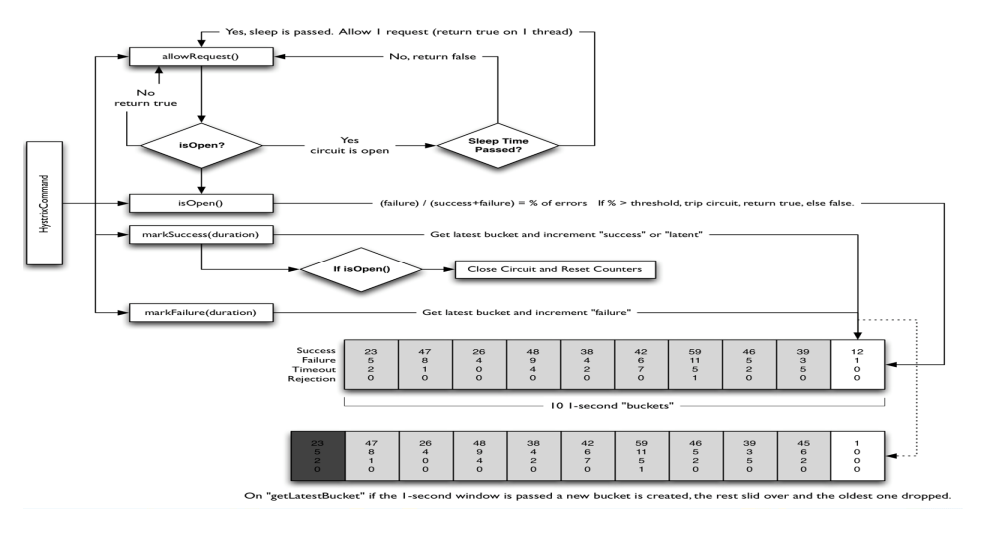 Yes, sleep is passed. Allow 1 request (return true on 1 thread)
allowRequest()
No, return false
No
return true
isOpen?
Yes
circuit is open
Sleep Time
Passed?
HystrixCommand
isOpen()
(failure) / (success+failure) = % of errors If % > threshold, trip circuit, return true, else false.
markSuccess(duration)
Get latest bucket and increment "success" or "latent"
If isOpen()
Close Circuit and Reset Counters
markFailure(duration)
Get latest bucket and increment "failure"
Success 23 47 26 48 38 42 59 46 39 12
Failure 5 8 4 9 4 6 11 5 3 1
Timeout 2 1 0 4 2 7 5 2 5 0
Rejection 0 0 0 0 0 0 1 0 0 0
10 1-second "buckets"
23 47 26 48 38 42 59 46 39 45 1
5 8 4 9 4 6 11 5 3 6 0
2 1 0 4 2 7 5 2 5 2 0
0 0 0 0 0 0 1 0 0 0 0
On "getLatestBucket" if the 1-second window is passed a new bucket is created, the rest slid over and the oldest one dropped.